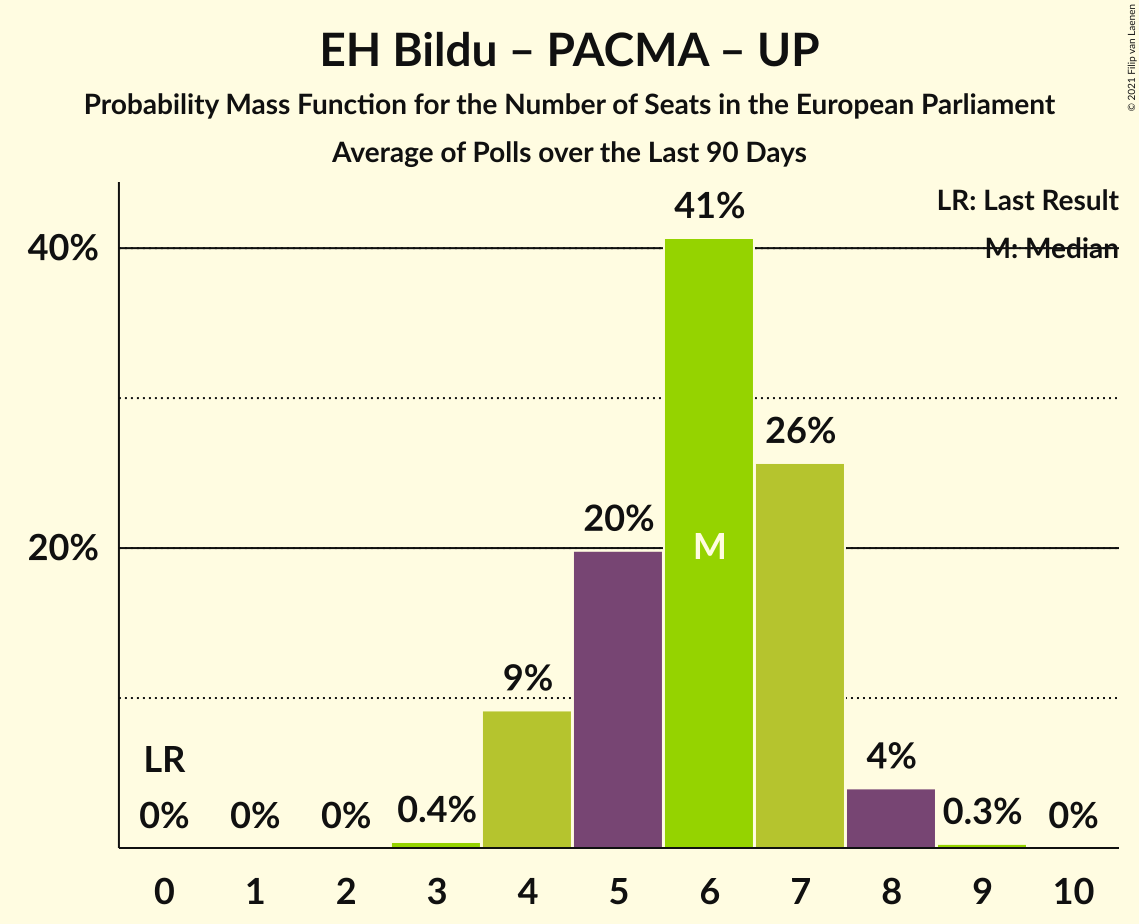 EH Bildu – PACMA – UP
Probability Mass Function for the Number of Seats in the European Parliament
Average of Polls over the Last 90 Days
© 2021 Filip van Laenen
LR: Last Result
M: Median
40%
20%
LR
0%
0%
0%
0.4%
9%
20%
41%
M
26%
4%
0.3%
0%
0 1 2 3 4 5 6 7 8 9 10